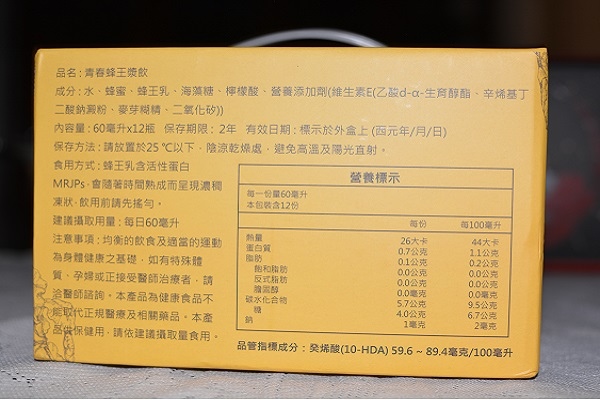 品名：青春蜂王漿飲
成分：水、蜂蜜、蜂王乳、海藻糖、檸檬酸、營養添加劑(維生素E(乙酸d-α-生育醇酯、辛烯基丁
二酸鈉澱粉、麥芽糊精、二氧化矽))
內容量：60毫升x12瓶 保存期限：2年 有效日期：標示於外盒上 (西元年/月/日)
保存方法：請放置於25℃以下，陰涼乾燥處，避免高溫及陽光直射。
食用方式：蜂王乳含活性蛋白
MRJPs，會隨著時間熟成而呈現濃稠
凍狀，飲用前請先搖勻。
建議攝取用量：每日60毫升
注意事項：均衡的飲食及適當的運動
為身體健康之基礎，如有特殊體
質、孕婦或正接受醫師治療者，請
洽醫師諮詢。本產品為健康食品不
能取代正規醫療及相關藥品。本產
品供保健用，請依建議攝取量食用。
營養標示
每一份量60毫升
本包裝含12份
每份 每100毫升
熱量 26大卡 44大卡
蛋白質 0.7公克 1.1公克
脂肪 0.1公克 0.2公克
飽和脂肪 0.0公克 0.0公克
反式脂肪 0.0公克 0.0公克
膽固醇 0.0毫克 0.0毫克
碳水化合物 5.7公克 9.5公克
糖 4.0公克 6.7公克
鈉 1毫克 2毫克
品管指標成分：癸烯酸(10-HDA) 59.6 ~ 89.4毫克/100毫升